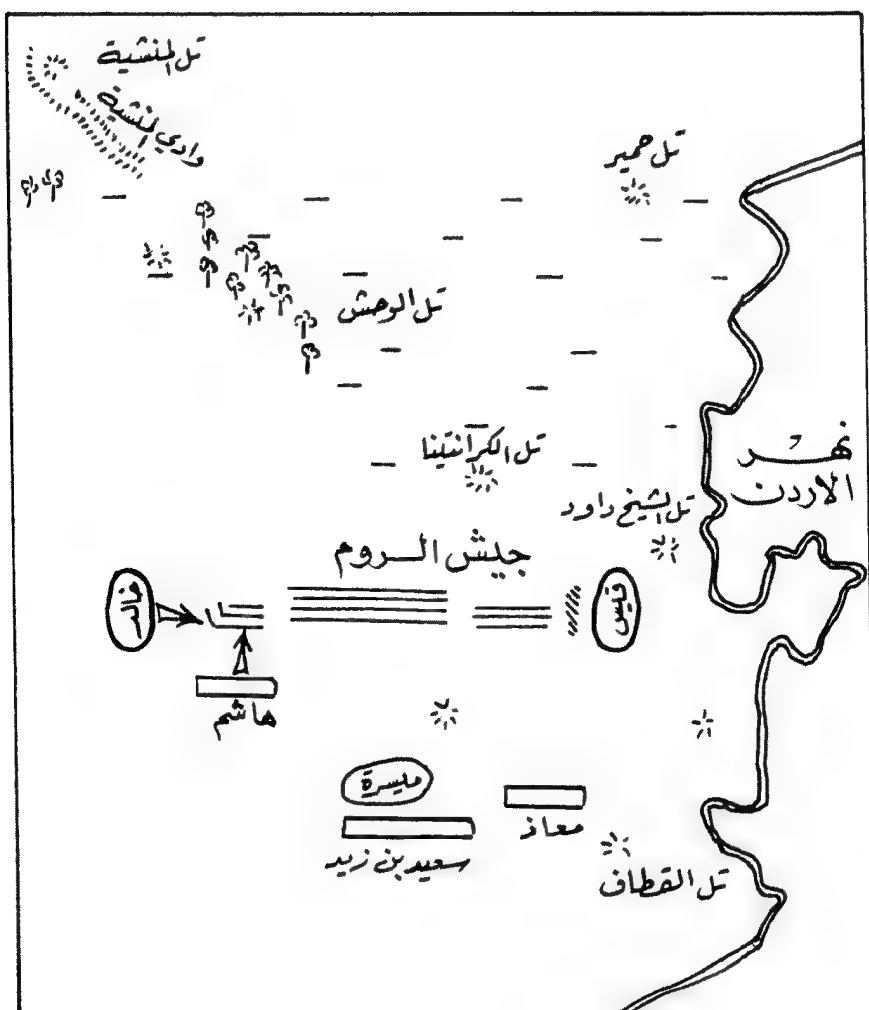 تل المنشية
وادي المنشية
تل حمير
تل الوحش
تل الكرانتينا
نهر
الاردن
تل الشيخ داود
جيش الروم
خالد
قيس
هاشم
ميسرة
معاذ
سعيد بن زيد
تل القطاف